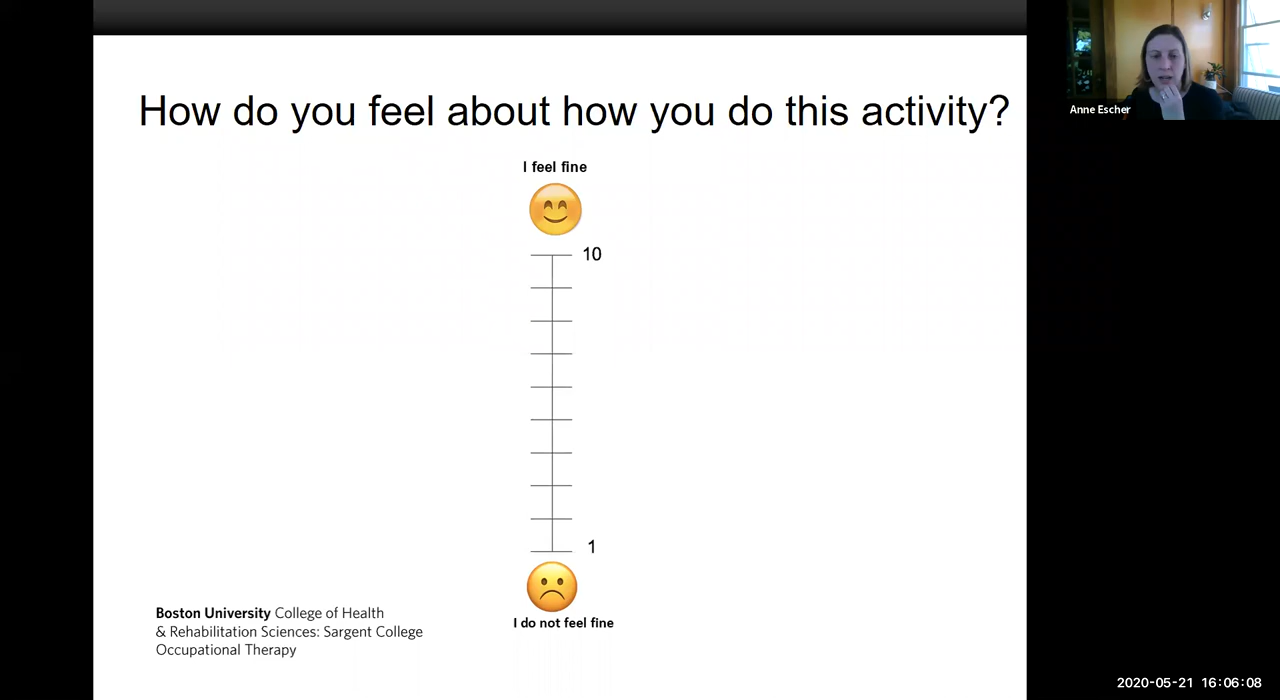 How do you feel about how you do this activity?
Anne Escher
I feel fine
10
1
I do not feel fine
Boston University College of Health
& Rehabilitation Sciences: Sargent College
Occupational Therapy
2020-05-21 16:06:08